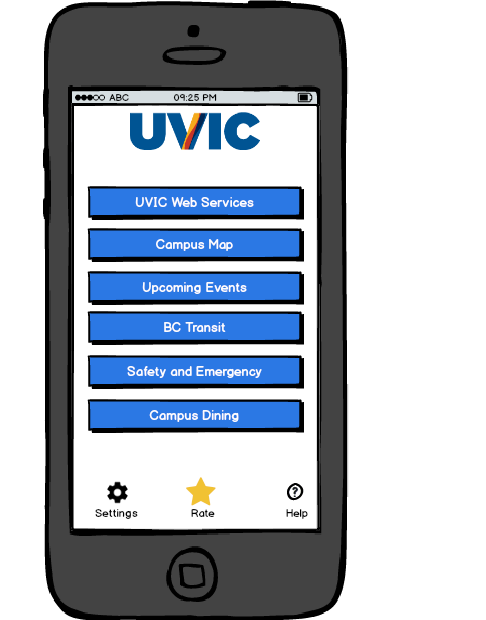 ABC 09:25 PM
UVIC
UVIC Web Services
Campus Map
Upcoming Events
BC Transit
Safety and Emergency
Campus Dining
Settings Rate Help